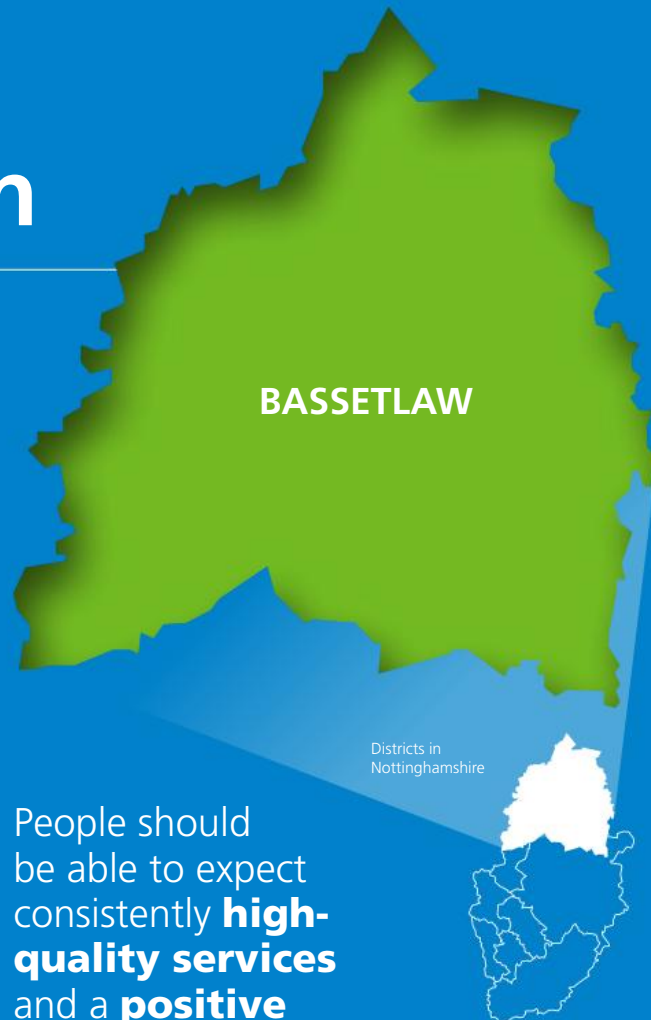 n
BASSETLAW
Districts in
Nottinghamshire
People should
be able to expect
consistently high-
quality services
and a positive